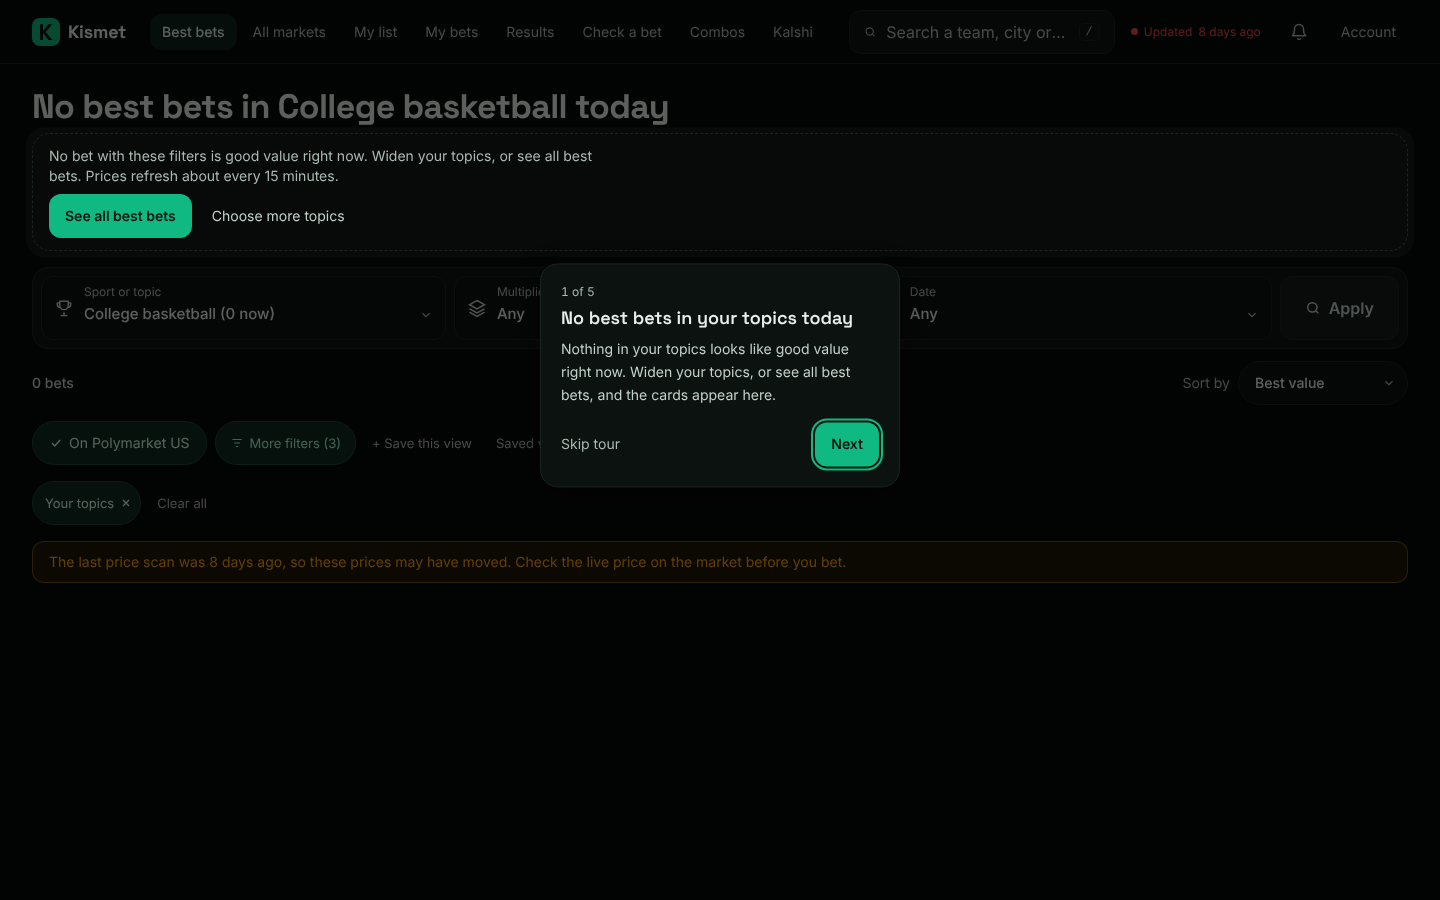 K Kismet
Best bets
All markets
My list
My bets
Results
Check a bet
Combos
Kalshi
Search a team, city or...
/
Updated 8 days ago
Account
No best bets in College basketball today
No bet with these filters is good value right now. Widen your topics, or see all best
bets. Prices refresh about every 15 minutes.
See all best bets
Choose more topics
Sport or topic
College basketball (0 now)
Any
Date
Any
Apply
1 of 5
No best bets in your topics today
Nothing in your topics looks like good value
right now. Widen your topics, or see all best
bets, and the cards appear here.
Skip tour
Next
0 bets
Sort by
Best value
On Polymarket US
More filters (3)
+ Save this view
Saved
Your topics ×
Clear all
The last price scan was 8 days ago, so these prices may have moved. Check the live price on the market before you bet.